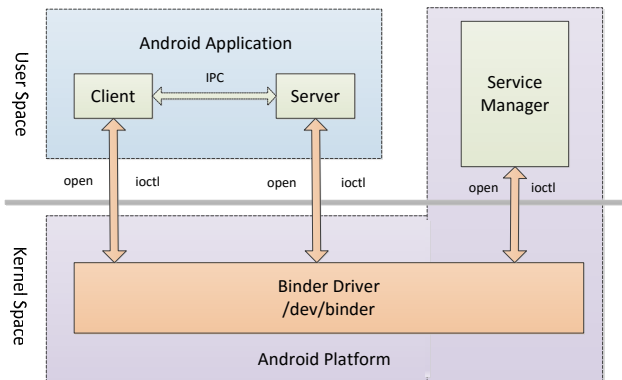 User Space
Android Application
IPC
Client
Server
Service
Manager
open
ioctl
open
ioctl
open
ioctl
Kernel Space
Binder Driver
/dev/binder
Android Platform